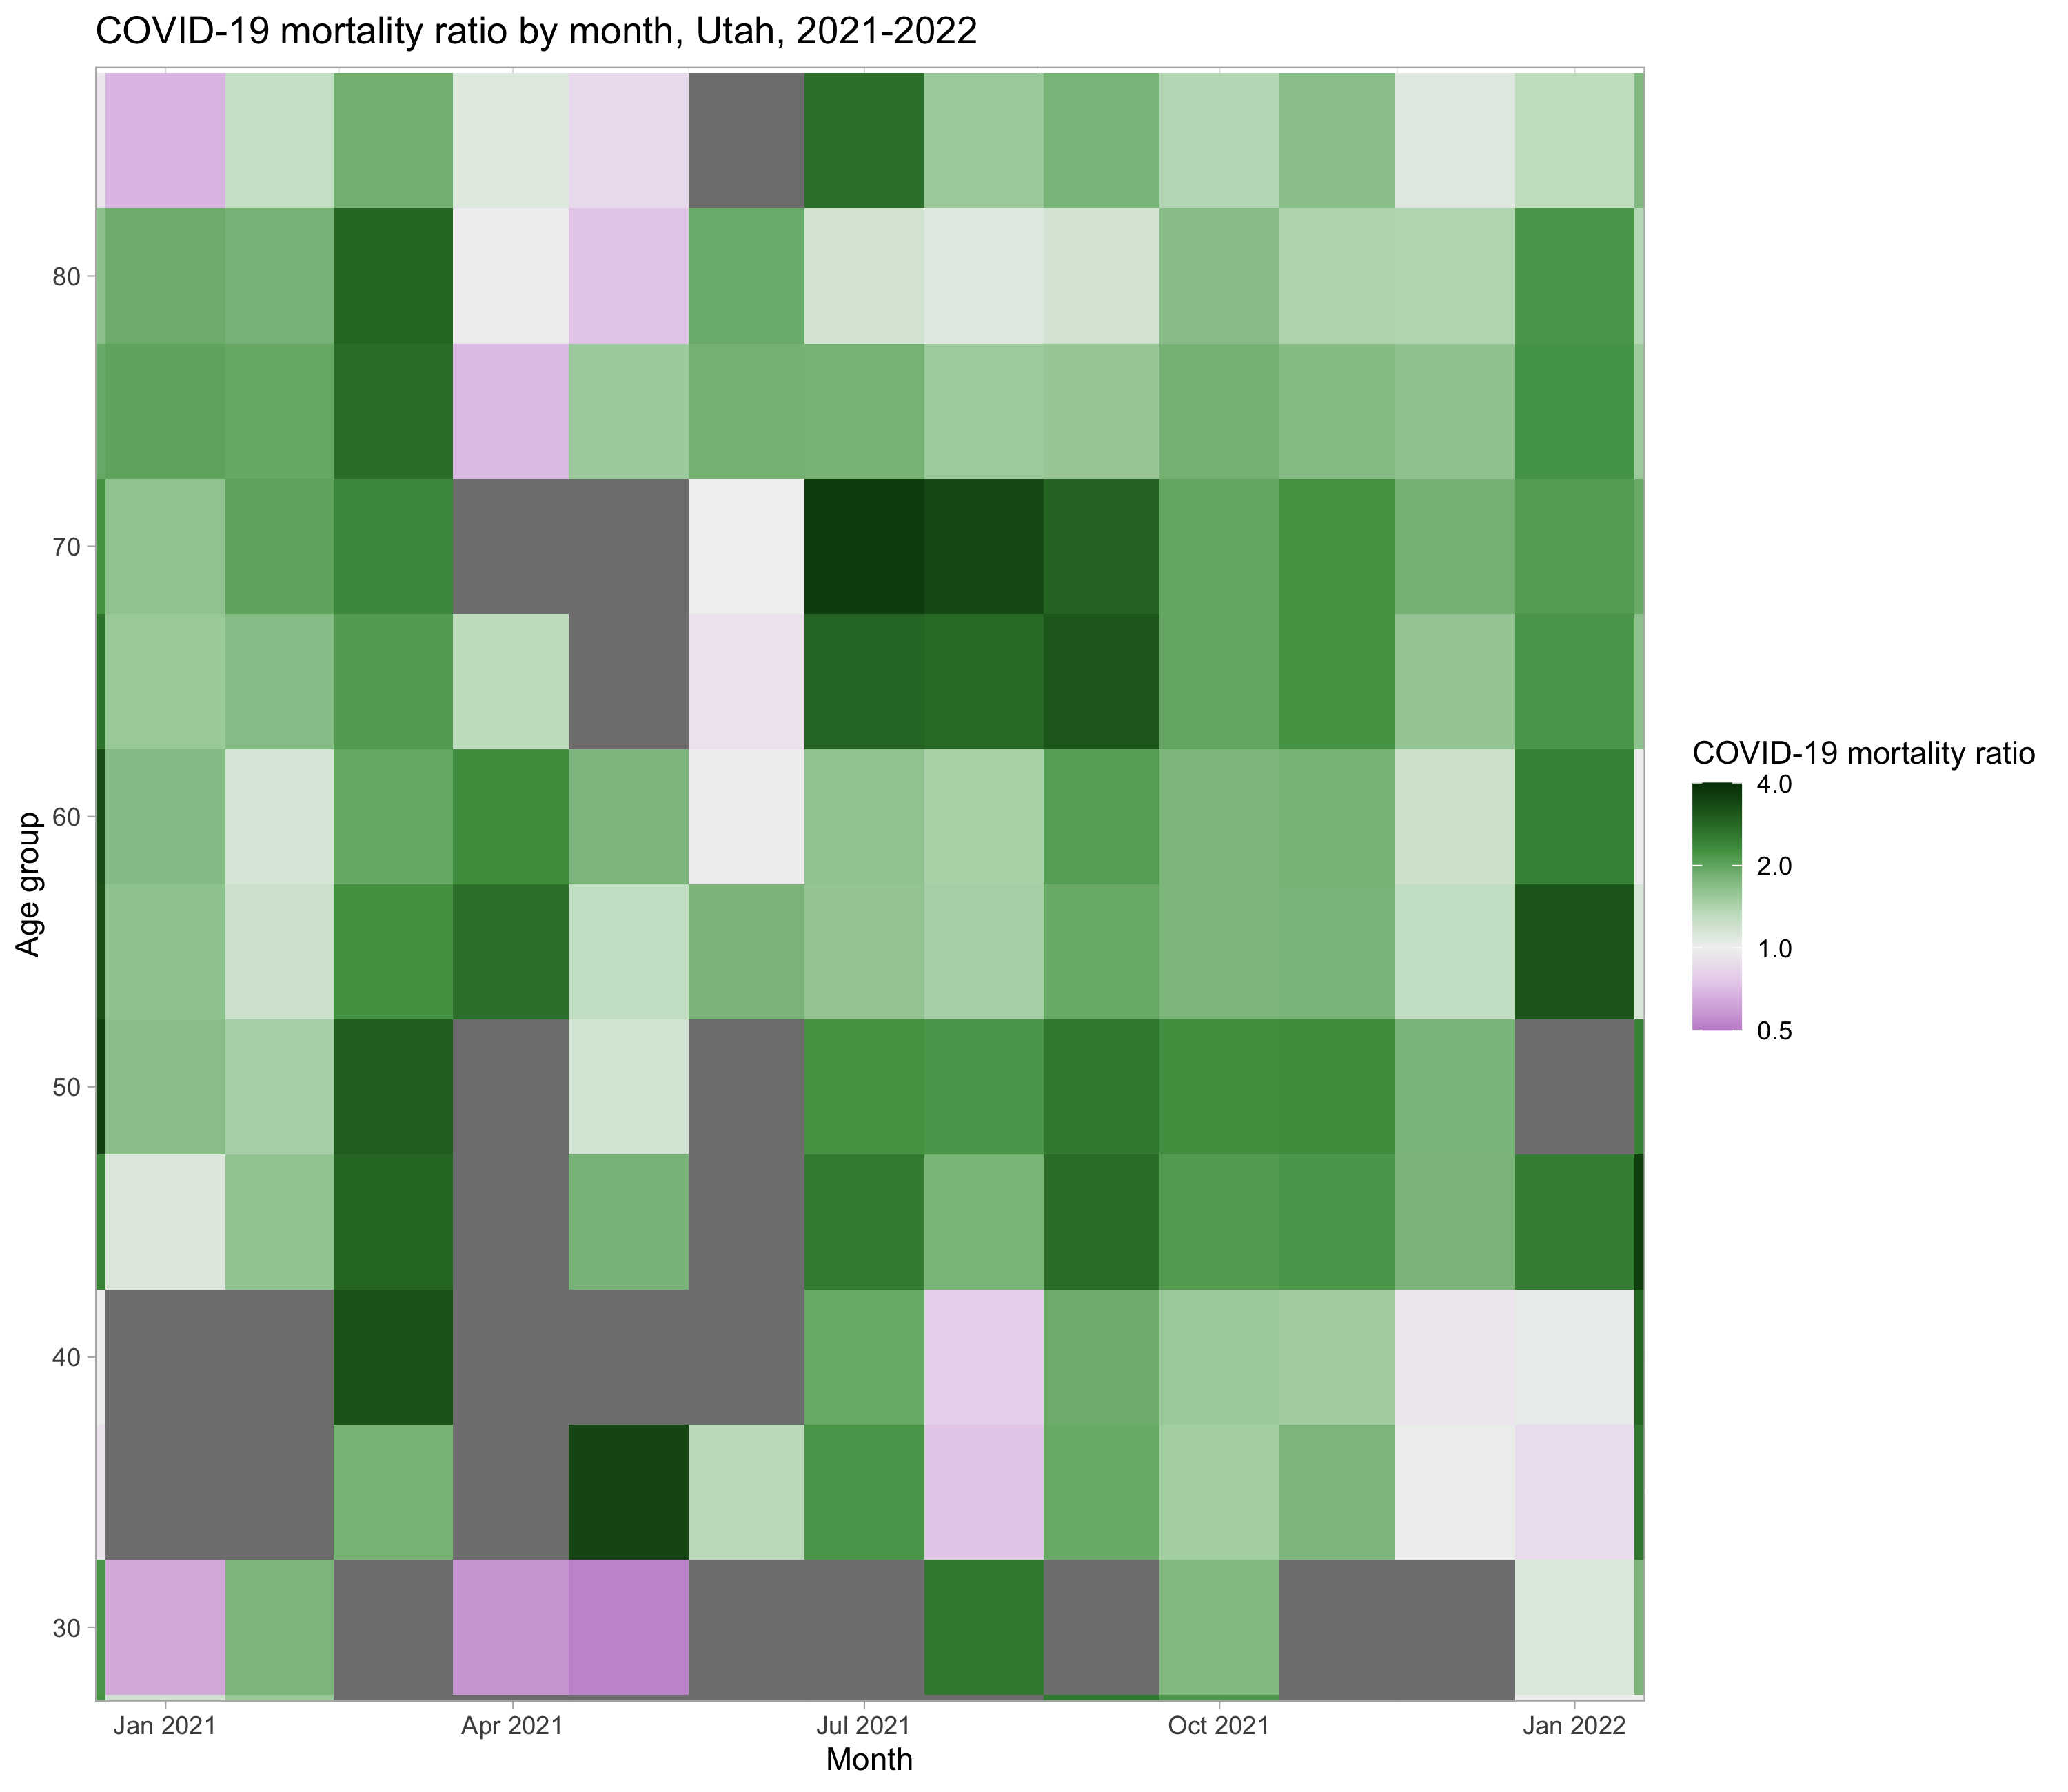 COVID-19 mortality ratio by month, Utah, 2021-2022
80
70
60
50
40
30
Age group
Jan 2021
Apr 2021
Jul 2021
Oct 2021
Jan 2022
Month
COVID-19 mortality ratio
4.0
2.0
1.0
0.5